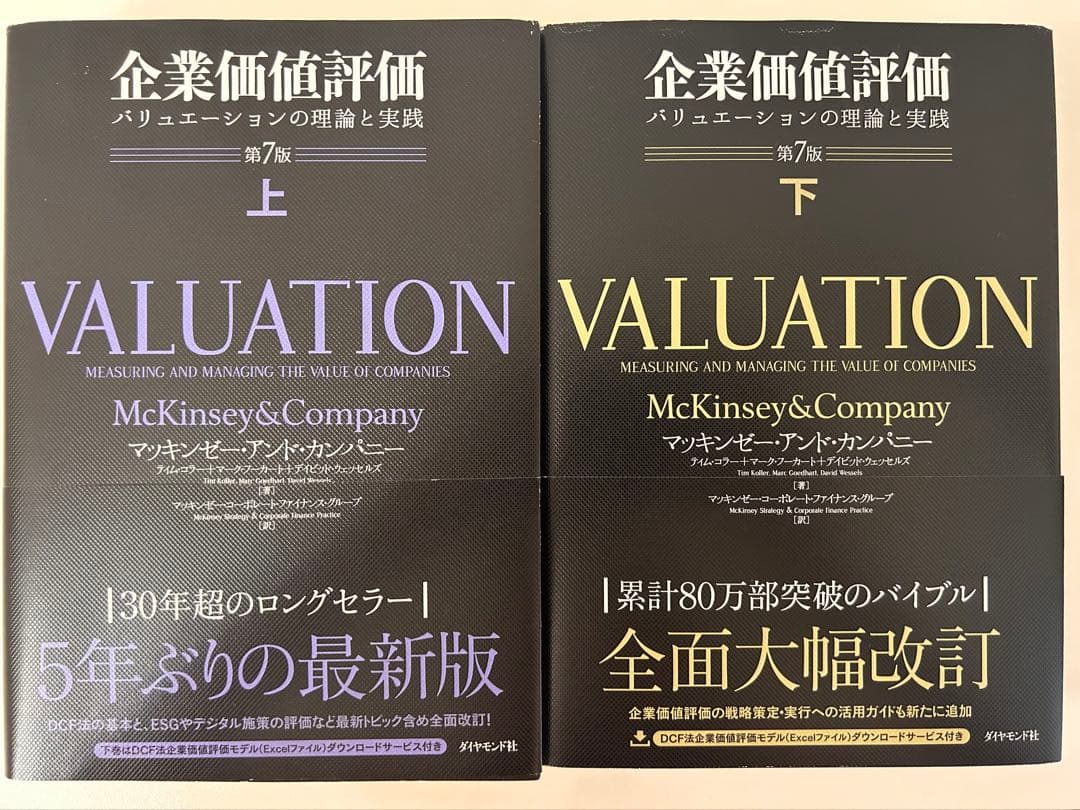 企業価値評価
バリュエーションの理論と実践
第7版
上
VALUATION
MEASURING AND MANAGING THE VALUE OF COMPANIES
McKinsey&Company
マッキンゼー・アンド・カンパニー
ティム・コラー＋マーク・フーカート＋デイビッド・ウェッセルズ
Tim Koller, Marc Goedhart, David Wessels,
[著]
マッキンゼー・コーポレート・ファイナンス・グループ
McKinsey Strategy & Corporate Finance Practice
[訳]
30年超のロングセラー
5年ぶりの最新版
DCF法の基本と、ESGやデジタル施策の評価など最新トピック含め全面改訂!
下巻はDCF法企業価値評価モデル(Excelファイル)ダウンロードサービス付き
ダイヤモンド社
企業価値評価
バリュエーションの理論と実践
第7版
下
VALUATION
MEASURING AND MANAGING THE VALUE OF COMPANIES
McKinsey&Company
マッキンゼー・アンド・カンパニー
ティム・コラー＋マーク・フーカート＋デイビッド・ウェッセルズ
Tim Koller, Marc Goedhart, David Wessels
[著]
マッキンゼー・コーポレート・ファイナンス・グループ
McKinsey Strategy & Corporate Finance Practice
[訳]
累計80万部突破のバイブル
全面大幅改訂
企業価値評価の戦略策定・実行への活用ガイドも新たに追加
DCF法企業価値評価モデル(Excelファイル)ダウンロードサービス付き
ダイヤモンド社